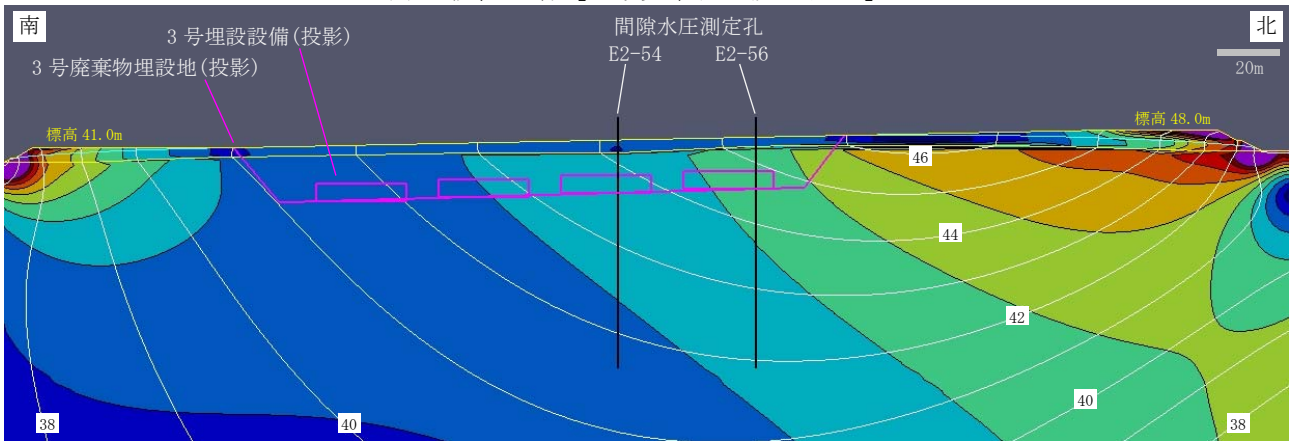 南
3 号埋設設備(投影)
3 号廃棄物埋設地(投影)
間隙水圧測定孔
E2-54 E2-56
北
20m
標高 41.0m
標高 48.0m
46
44
42
40
38
40
38